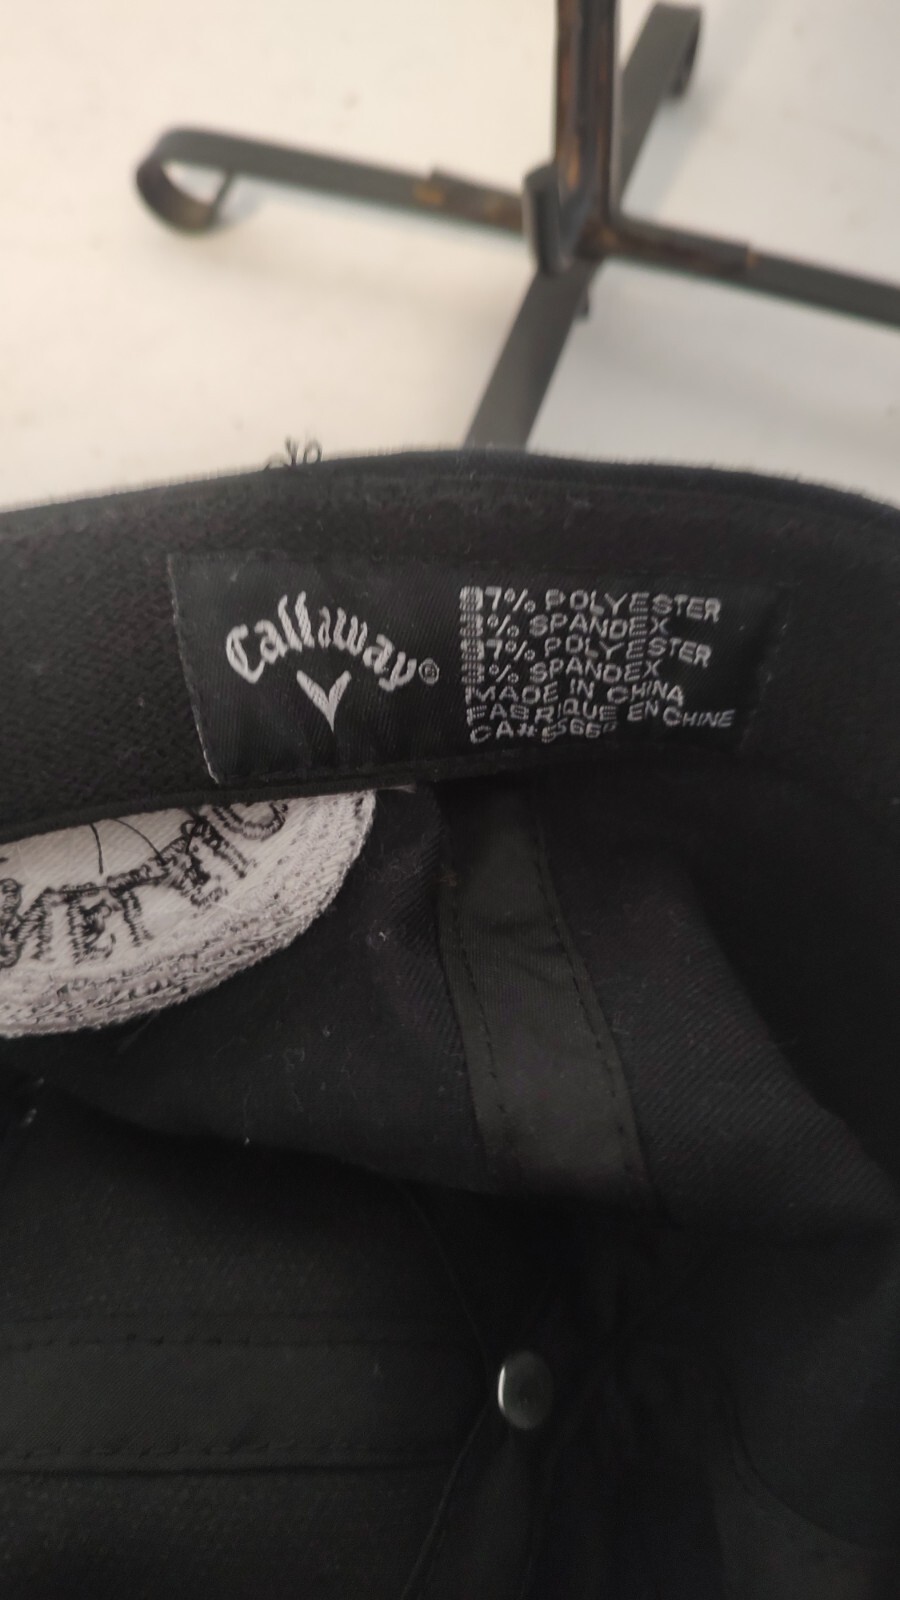 Callaway®
97% POLYESTER
3% SPANDEX
97% POLYESTER
3% SPANDEX
MADE IN CHINA
FABRIQUE EN CHINE